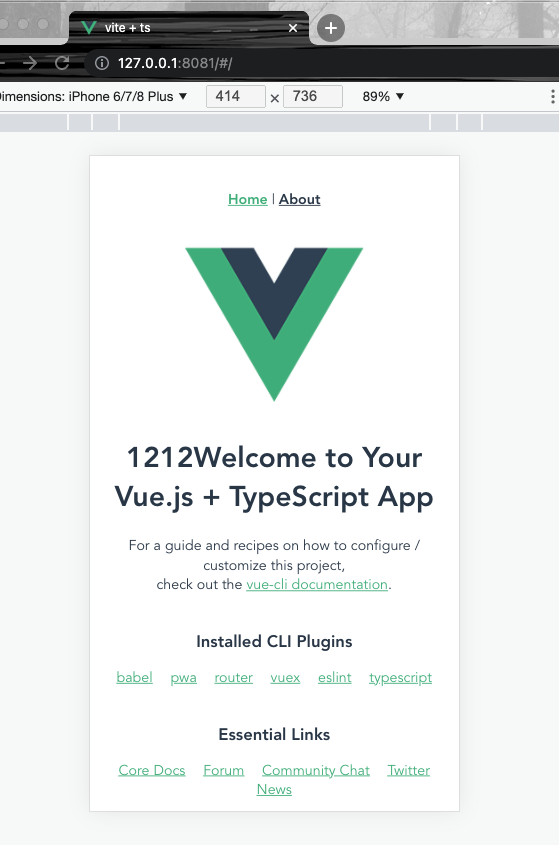 vite + ts
127.0.0.1:8081/#/
Dimensions: iPhone 6/7/8 Plus ▼ 414 × 736 89% ▼
Home | About
1212Welcome to Your
Vue.js + TypeScript App
For a guide and recipes on how to configure /
customize this project,
check out the vue-cli documentation.
Installed CLI Plugins
babel pwa router vuex eslint typescript
Essential Links
Core Docs Forum Community Chat Twitter
News